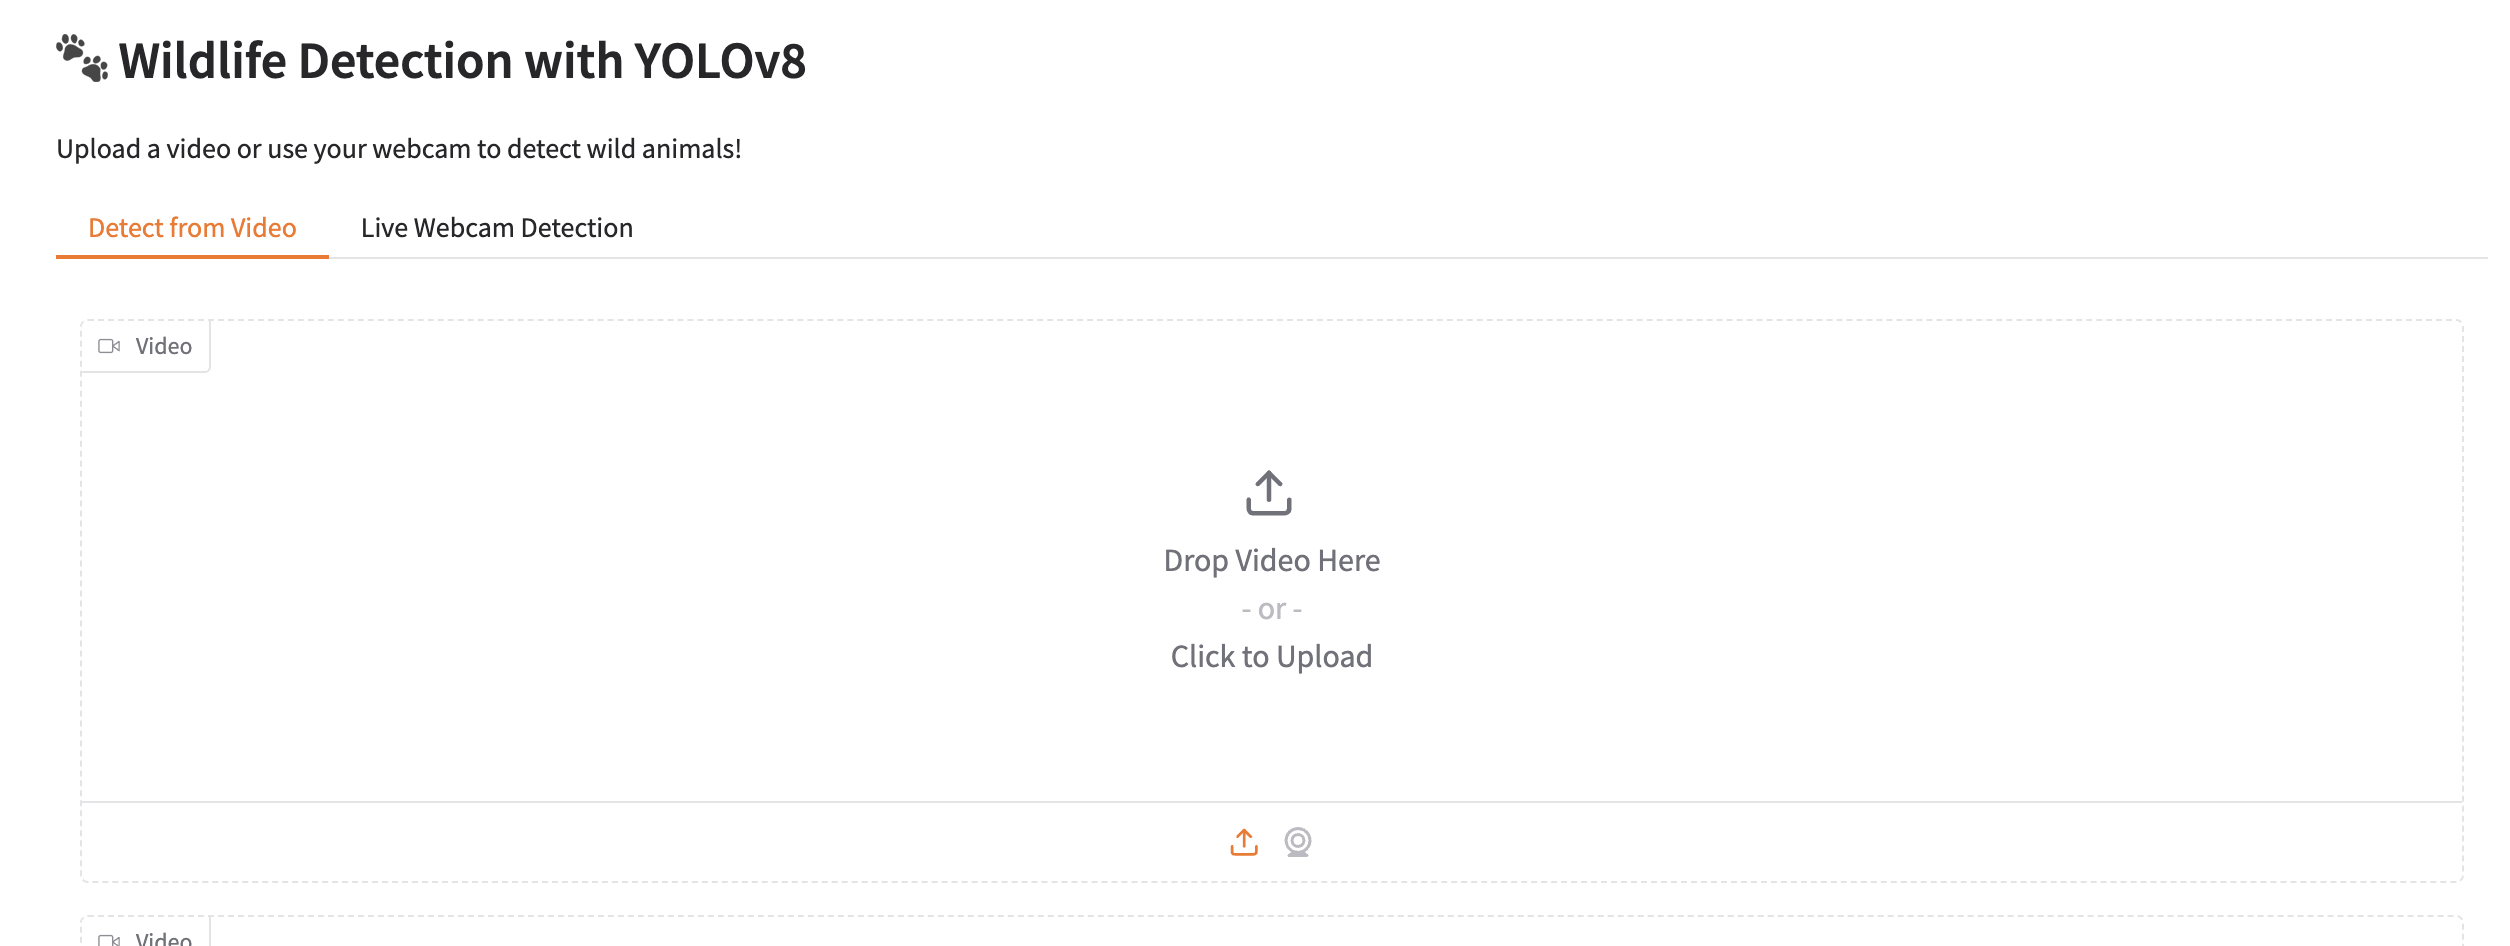 Wildlife Detection with YOLOv8
Upload a video or use your webcam to detect wild animals!
Detect from Video
Live Webcam Detection
Video
Drop Video Here
- or -
Click to Upload
Video